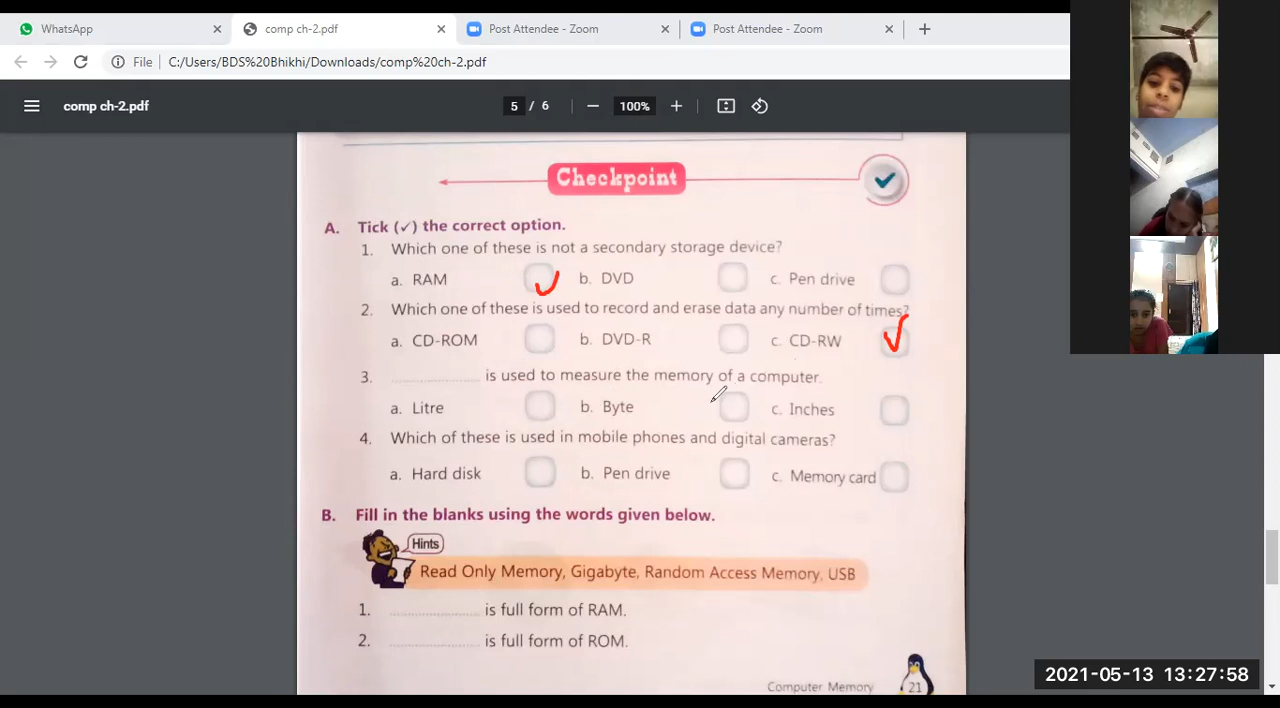 WhatsApp
comp ch-2.pdf
Post Attendee - Zoom
Post Attendee - Zoom
File
C:/Users/BDS%20Bhikhi/Downloads/comp%20ch-2.pdf
comp ch-2.pdf
5 / 6
100%
Checkpoint
A. Tick (✓) the correct option.
1. Which one of these is not a secondary storage device?
a. RAM b. DVD c. Pen drive
2. Which one of these is used to record and erase data any number of times?
a. CD-ROM b. DVD-R c. CD-RW
3. .................... is used to measure the memory of a computer.
a. Litre b. Byte c. Inches
4. Which of these is used in mobile phones and digital cameras?
a. Hard disk b. Pen drive c. Memory card
B. Fill in the blanks using the words given below.
Hints
Read Only Memory, Gigabyte, Random Access Memory, USB
1. .................... is full form of RAM.
2. .................... is full form of ROM.
Computer Memory 21
2021-05-13 13:27:58